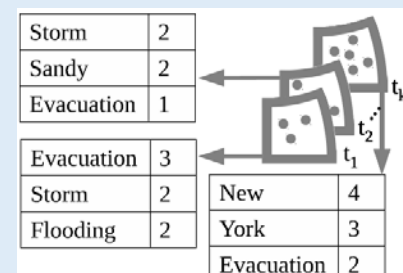 Storm 2
Sandy 2
Evacuation 1
tk
t2
t1
Evacuation 3
Storm 2
Flooding 2
New 4
York 3
Evacuation 2